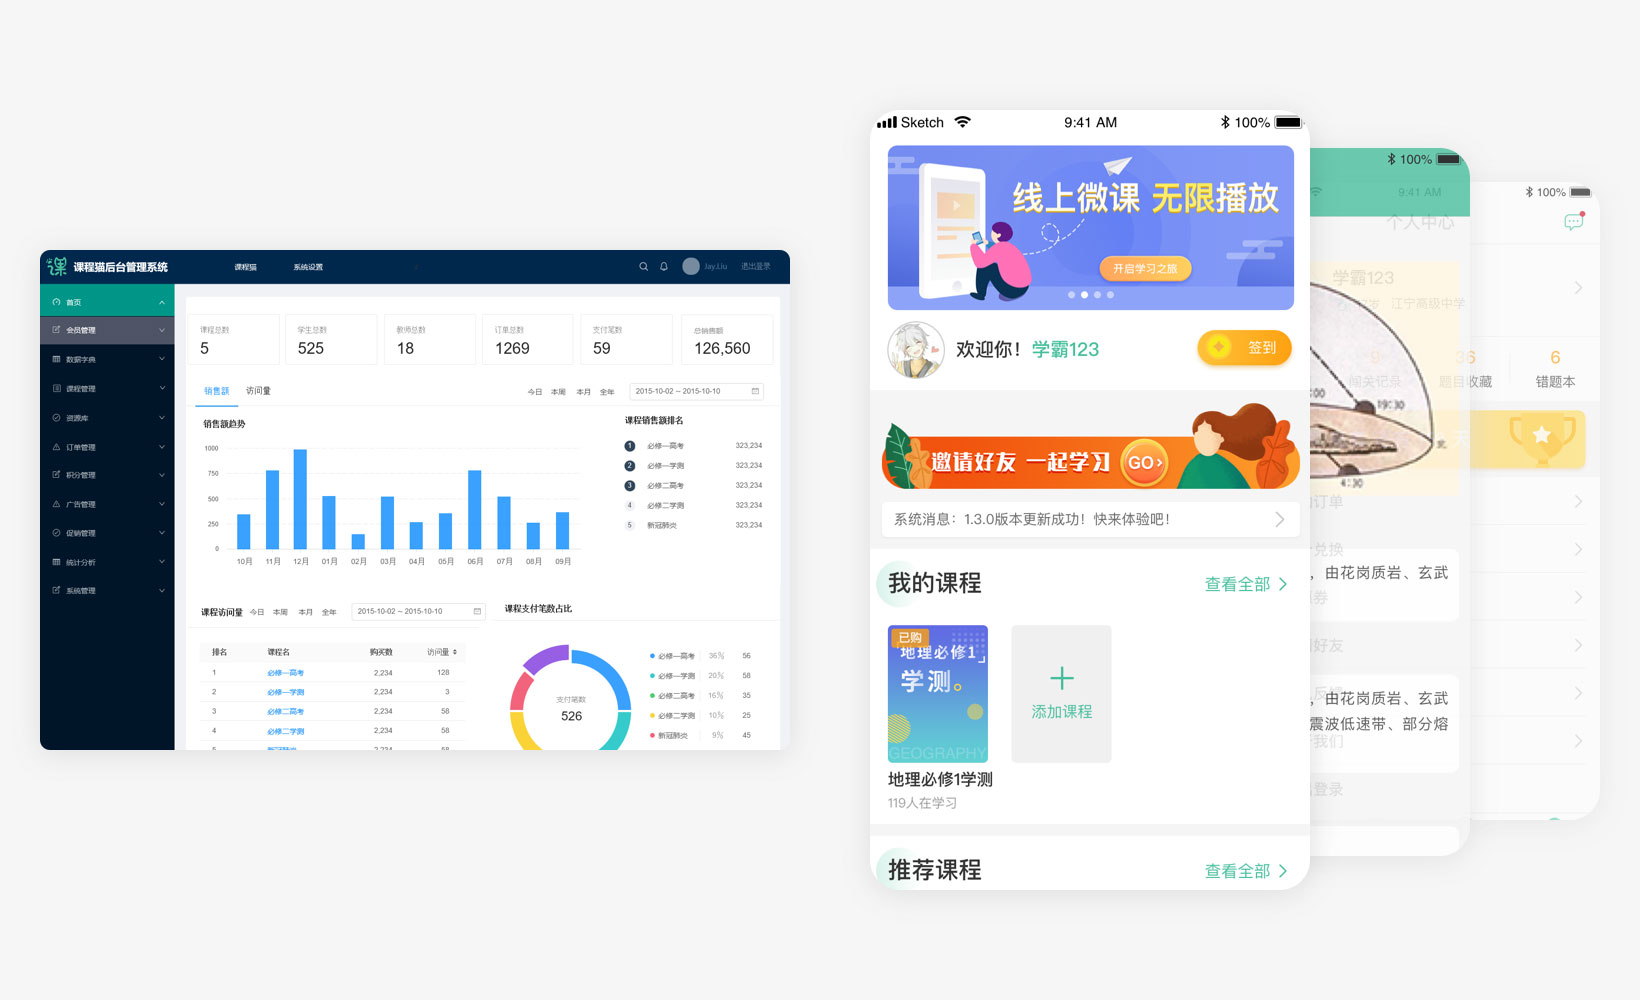 课程猫后台管理系统
课程猫
系统设置
Jay.Liu
退出登录
首页
会员管理
数据字典
课程管理
资源库
订单管理
积分管理
广告管理
促销管理
统计分析
系统管理
课程总数
5
学生总数
525
教师总数
18
订单总数
1269
支付笔数
59
总销售额
126,560
销售额
访问量
今日 本周 本月 全年
2015-10-02 ~ 2015-10-10
销售额趋势
1000
750
500
250
0
10月 11月 12月 01月 02月 03月 04月 05月 06月 07月 08月 09月
课程销售额排名
1 必修一高考 323,234
2 必修一学测 323,234
3 必修二高考 323,234
4 必修二学测 323,234
5 新冠肺炎 323,234
课程访问量 今日 本周 本月 全年 2015-10-02 ~ 2015-10-10
排名 课程名 购买数 访问量
1 必修一高考 2,234 128
2 必修一学测 2,234 3
3 必修二高考 2,234 58
4 必修二学测 2,234 58
5 新冠肺炎 2,234 58
课程支付笔数占比
支付笔数
526
必修一高考 36% 56
必修一学测 20% 58
必修二高考 16% 35
必修二学测 10% 25
新冠肺炎 9% 45
Sketch 9:41 AM 100%
线上微课 无限播放
开启学习之旅
欢迎你！学霸123
签到
邀请好友 一起学习 GO›
系统消息：1.3.0版本更新成功！快来体验吧！
我的课程
查看全部
已购
地理必修1
学测。
GEOGRAPHY
添加课程
地理必修1学测
119人在学习
推荐课程
查看全部
100%
9:41 AM
个人中心
学霸123
江宁高级中学
9
闯关记录
36
题目收藏
:00
19:30
4:30
天
订单
兑换
，由花岗质岩、玄武
券
好友
，由花岗质岩、玄武
震波低速带、部分熔
我们
登录
100%
6
错题本